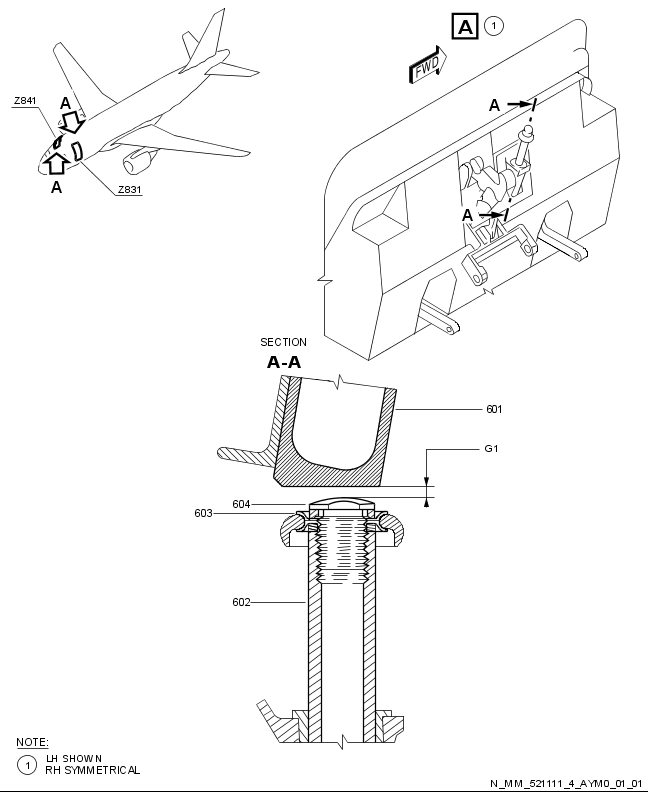 A 1
FWD
Z841
A
A
Z831
A
A
SECTION
A-A
601
G1
604
603
602
NOTE:
1 LH SHOWN
RH SYMMETRICAL
N_MM_521111_4_AYM0_01_01